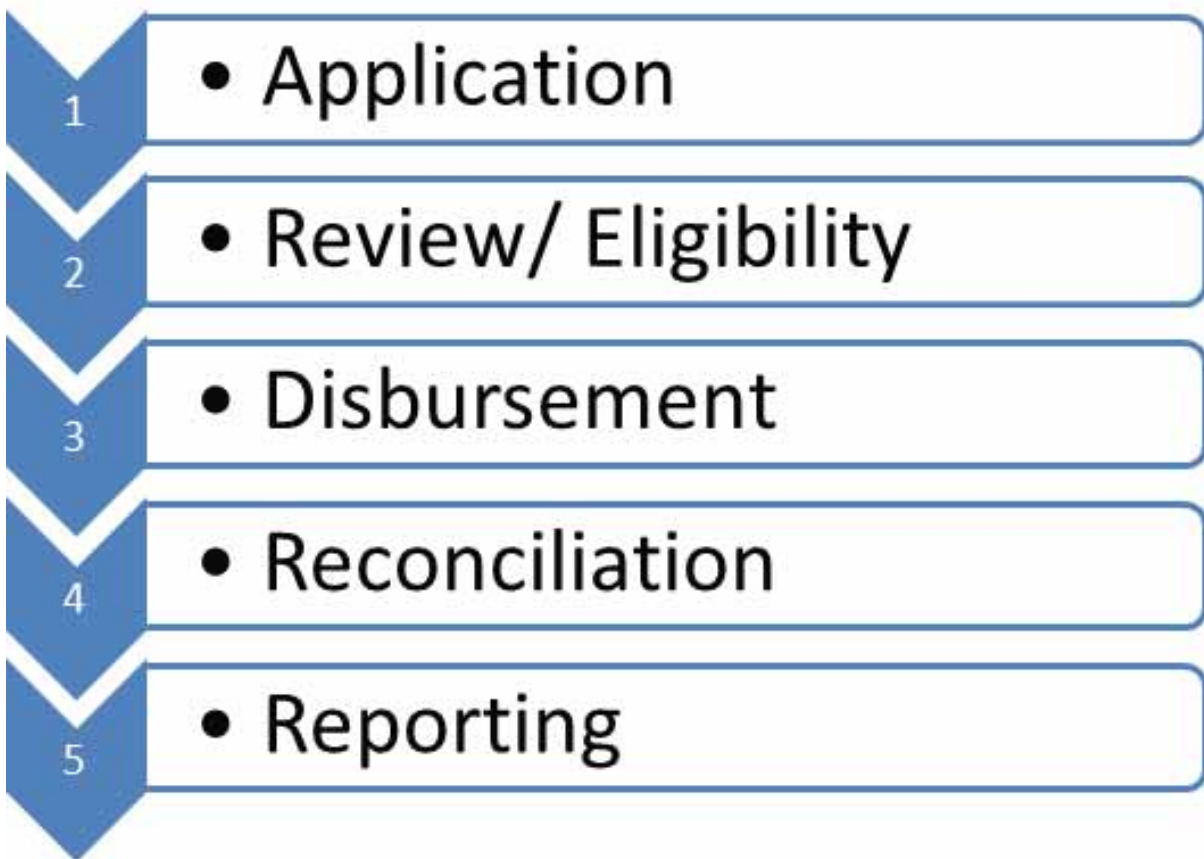 1 • Application
2 • Review/ Eligibility
3 • Disbursement
4 • Reconciliation
5 • Reporting